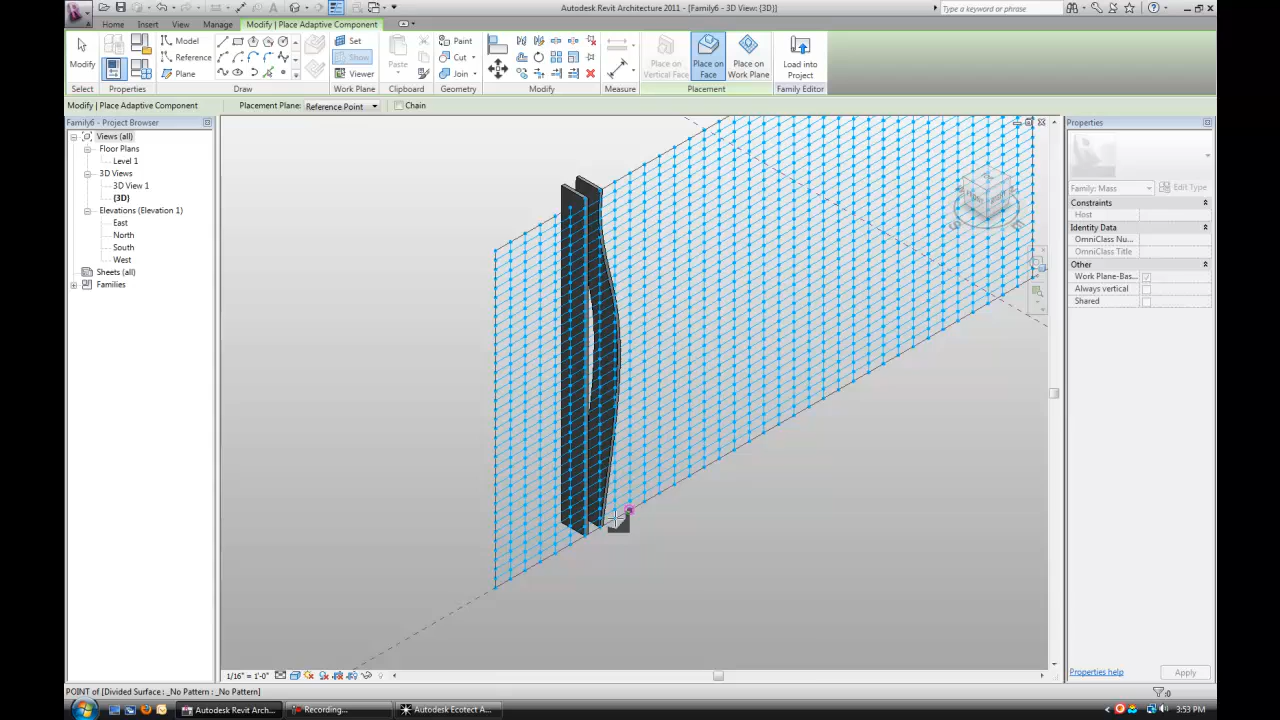 Autodesk Revit Architecture 2011 - [Family6 - 3D View: {3D}]
Type a keyword or phrase
Home Insert View Manage Modify | Place Adaptive Component
Modify
Model
Reference
Plane
Set
Show
Viewer
Paste
Paint
Cut
Join
Place on Vertical Face
Place on Face
Place on Work Plane
Load into Project
Select Properties Draw Work Plane Clipboard Geometry Modify Measure Placement Family Editor
Modify | Place Adaptive Component Placement Plane: Reference Point Chain
Family6 - Project Browser
Views (all)
Floor Plans
Level 1
3D Views
3D View 1
{3D}
Elevations (Elevation 1)
East
North
South
West
Sheets (all)
Families
Properties
Family: Mass Edit Type
Constraints
Host
Identity Data
OmniClass Nu...
OmniClass Title
Other
Work Plane-Bas...
Always vertical
Shared
Properties help Apply
1/16" = 1'-0"
POINT of [Divided Surface : _No Pattern : _No Pattern]
:0
Autodesk Revit Arch... Recording... Autodesk Ecotect A... 3:53 PM